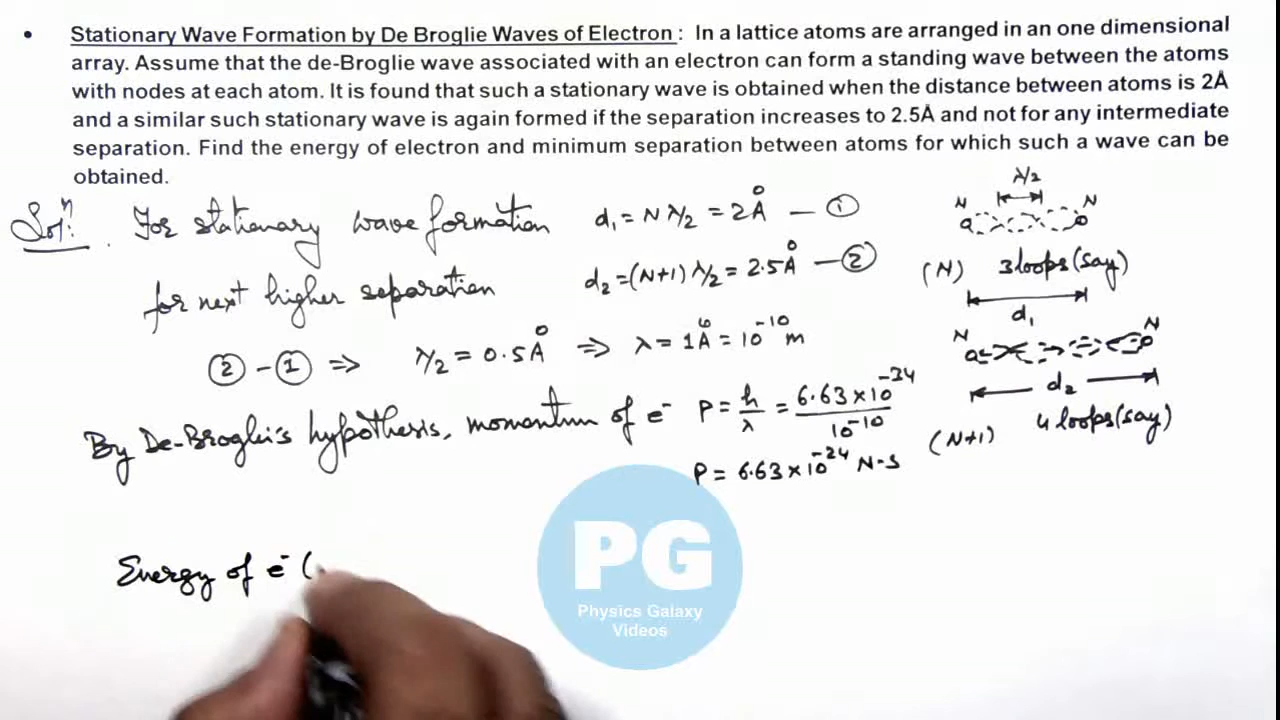 • Stationary Wave Formation by De Broglie Waves of Electron : In a lattice atoms are arranged in an one dimensional
array. Assume that the de-Broglie wave associated with an electron can form a standing wave between the atoms
with nodes at each atom. It is found that such a stationary wave is obtained when the distance between atoms is 2Å
and a similar such stationary wave is again formed if the separation increases to 2.5Å and not for any intermediate
separation. Find the energy of electron and minimum separation between atoms for which such a wave can be
obtained.
λ/2
N N
Solⁿ: For stationary wave formation d₁ = N λ/2 = 2Å — ①
(N) 3 loops (say)
for next higher separation d₂ = (N+1) λ/2 = 2.5Å — ②
d₁
N N
② - ① ⇒ λ/2 = 0.5Å ⇒ λ = 1Å = 10⁻¹⁰ m
d₂
By De-Broglie's hypothesis, momentum of e⁻ P = h/λ = 6.63×10⁻³⁴/10⁻¹⁰
(N+1) 4 loops (say)
P = 6.63×10⁻²⁴ N-s
Energy of e⁻ (
PG
Physics Galaxy
Videos